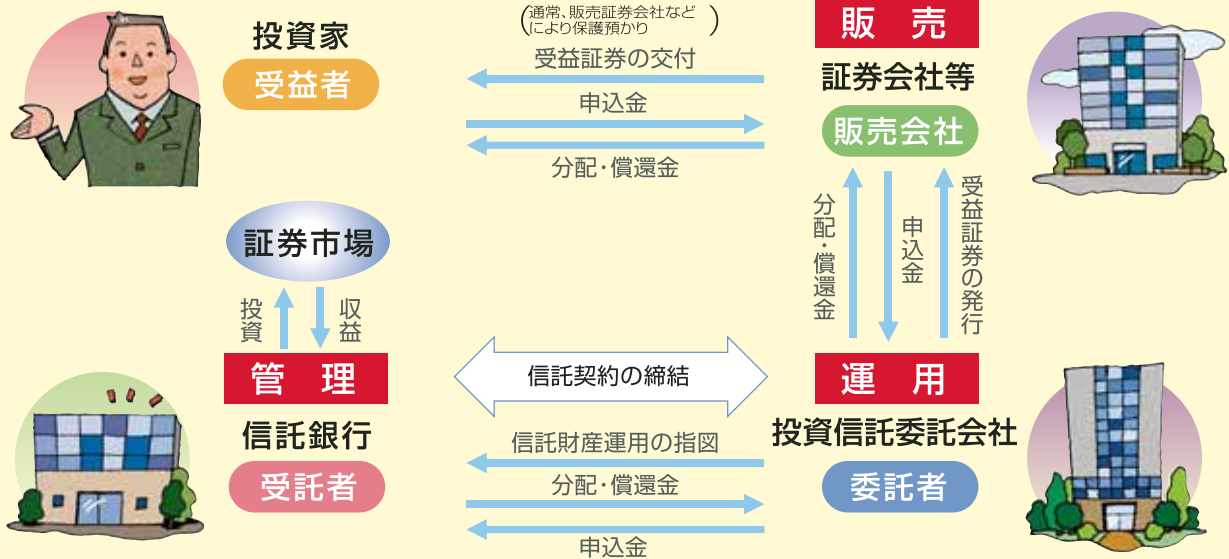 投資家
受益者
(通常、販売証券会社など
により保護預かり)
受益証券の交付
申込金
分配・償還金
販売
証券会社等
販売会社
証券市場
投資
収益
分配・償還金
申込金
受益証券の発行
管理
信託銀行
受託者
信託契約の締結
信託財産運用の指図
分配・償還金
申込金
運用
投資信託委託会社
委託者